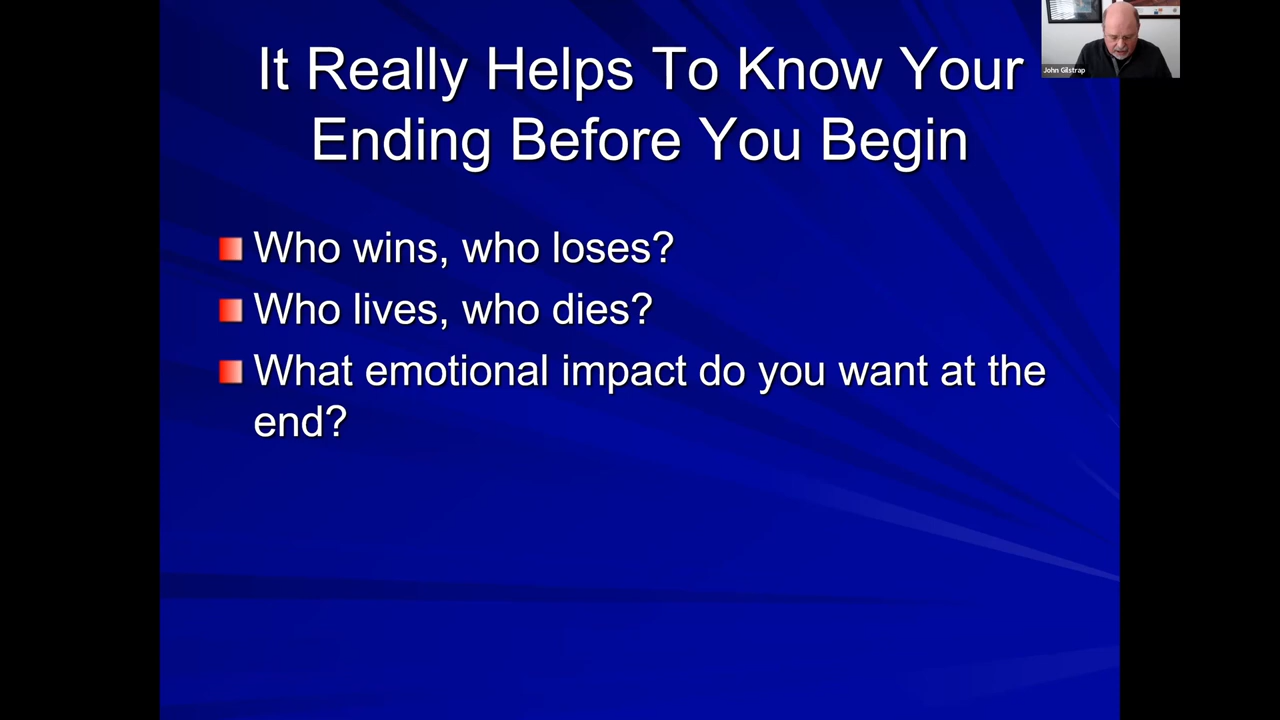 It Really Helps To Know Your
Ending Before You Begin
Who wins, who loses?
Who lives, who dies?
What emotional impact do you want at the
end?
John Gilstrap